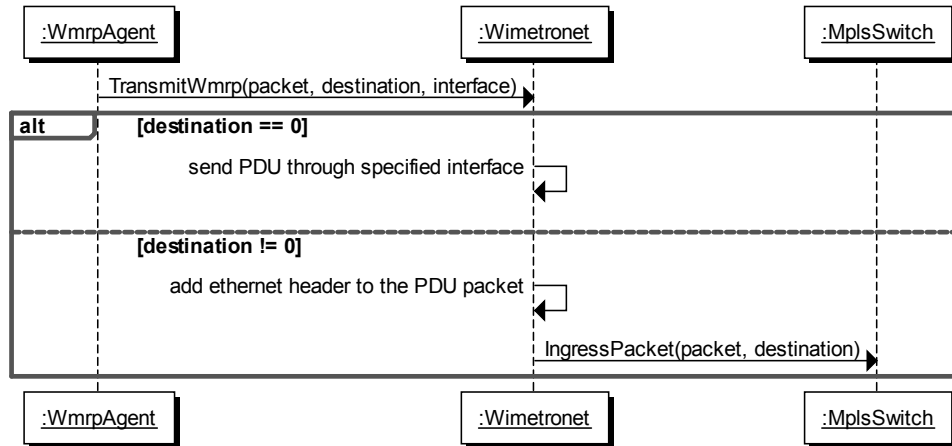 :WmrpAgent
:Wimetronet
:MplsSwitch
TransmitWmrp(packet, destination, interface)
alt
[destination == 0]
send PDU through specified interface
[destination != 0]
add ethernet header to the PDU packet
IngressPacket(packet, destination)
:WmrpAgent
:Wimetronet
:MplsSwitch